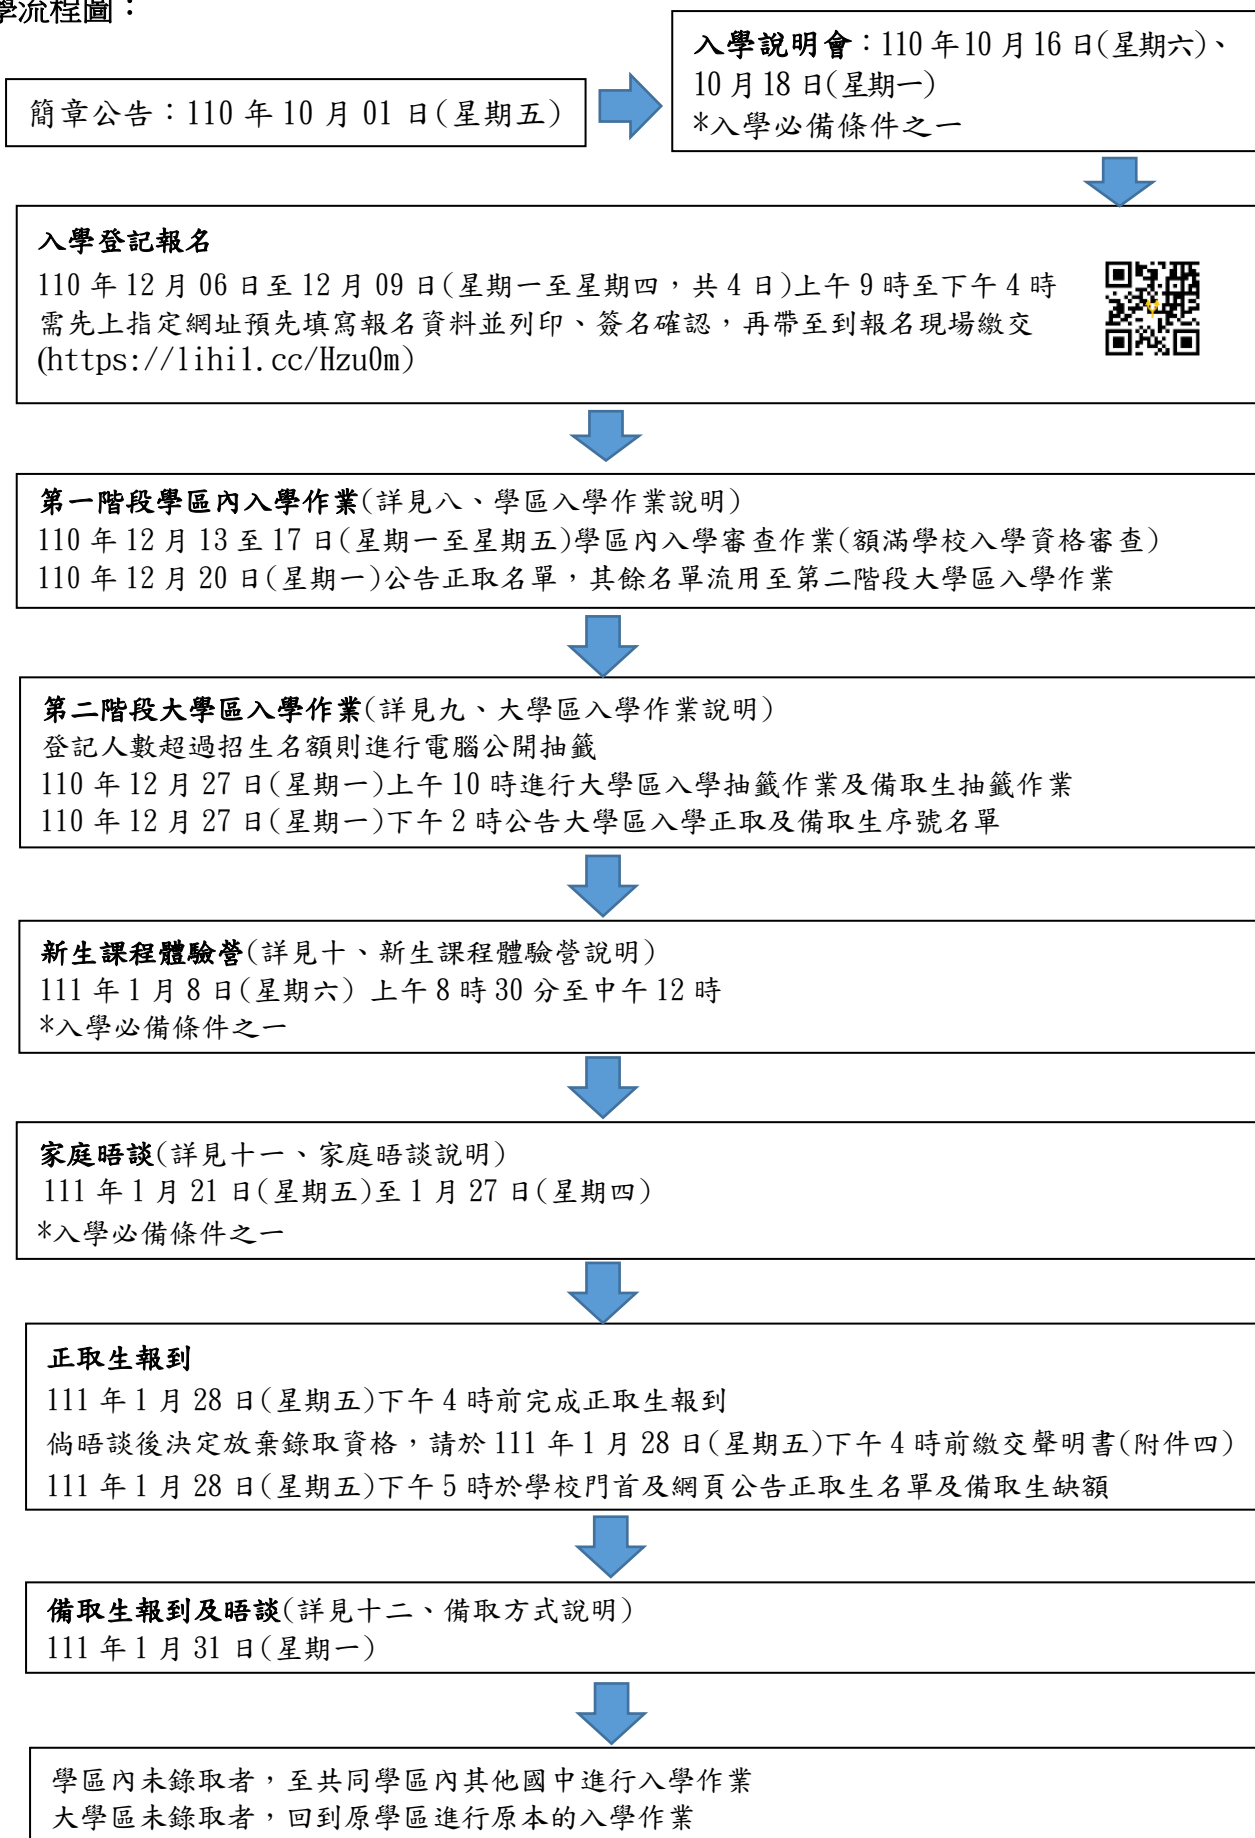 學流程圖：
簡章公告：110 年 10 月 01 日(星期五)
入學說明會：110 年 10 月 16 日(星期六)、
10 月 18 日(星期一)
*入學必備條件之一
入學登記報名
110 年 12 月 06 日至 12 月 09 日(星期一至星期四，共 4 日)上午 9 時至下午 4 時
需先上指定網址預先填寫報名資料並列印、簽名確認，再帶至到報名現場繳交
(https://lihi1.cc/Hzu0m)
第一階段學區內入學作業(詳見八、學區入學作業說明)
110 年 12 月 13 至 17 日(星期一至星期五)學區內入學審查作業(額滿學校入學資格審查)
110 年 12 月 20 日(星期一)公告正取名單，其餘名單流用至第二階段大學區入學作業
第二階段大學區入學作業(詳見九、大學區入學作業說明)
登記人數超過招生名額則進行電腦公開抽籤
110 年 12 月 27 日(星期一)上午 10 時進行大學區入學抽籤作業及備取生抽籤作業
110 年 12 月 27 日(星期一)下午 2 時公告大學區入學正取及備取生序號名單
新生課程體驗營(詳見十、新生課程體驗營說明)
111 年 1 月 8 日(星期六) 上午 8 時 30 分至中午 12 時
*入學必備條件之一
家庭晤談(詳見十一、家庭晤談說明)
111 年 1 月 21 日(星期五)至 1 月 27 日(星期四)
*入學必備條件之一
正取生報到
111 年 1 月 28 日(星期五)下午 4 時前完成正取生報到
倘晤談後決定放棄錄取資格，請於 111 年 1 月 28 日(星期五)下午 4 時前繳交聲明書(附件四)
111 年 1 月 28 日(星期五)下午 5 時於學校門首及網頁公告正取生名單及備取生缺額
備取生報到及晤談(詳見十二、備取方式說明)
111 年 1 月 31 日(星期一)
學區內未錄取者，至共同學區內其他國中進行入學作業
大學區未錄取者，回到原學區進行原本的入學作業